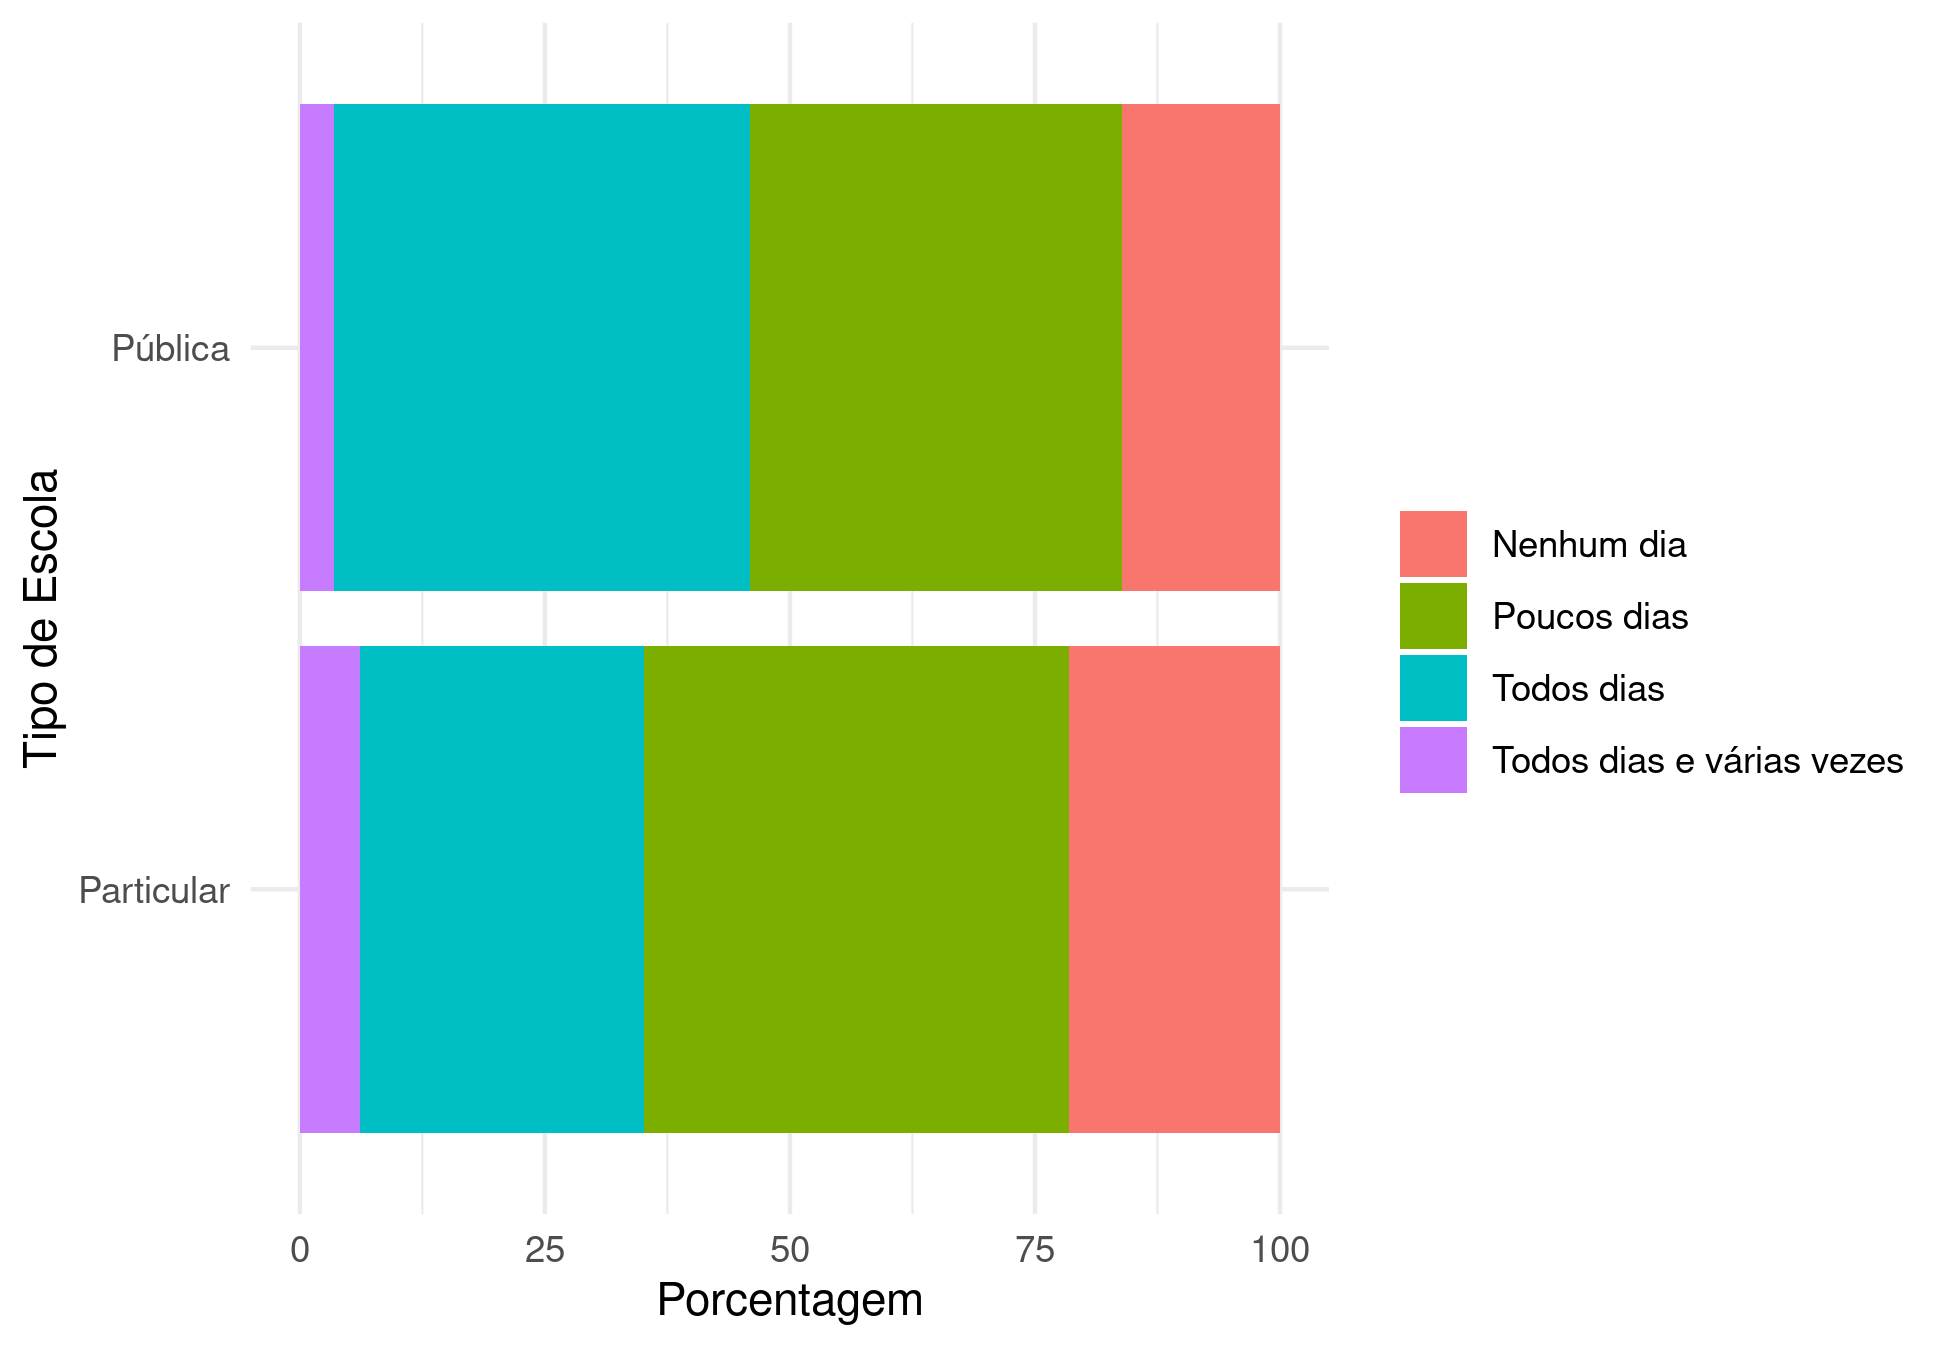 Tipo de Escola
Pública
Particular
0 25 50 75 100
Porcentagem
Nenhum dia
Poucos dias
Todos dias
Todos dias e várias vezes